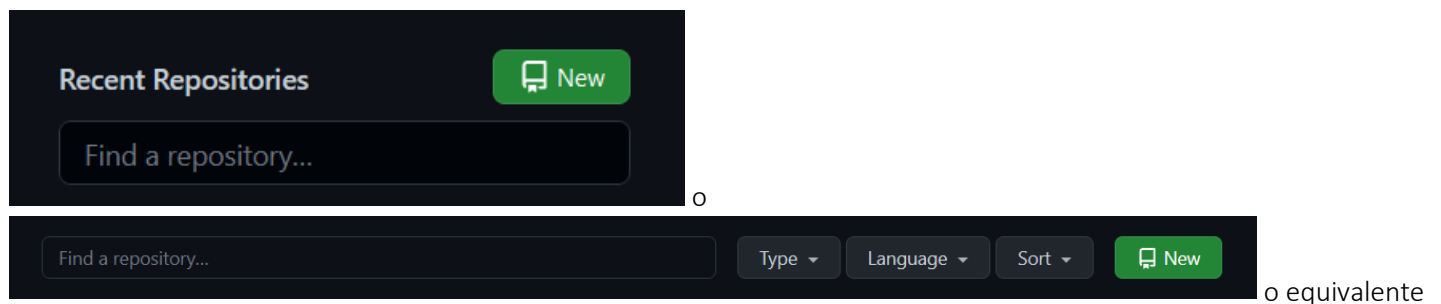 Recent Repositories New
Find a repository...
o
Find a repository... Type Language Sort New
o equivalente